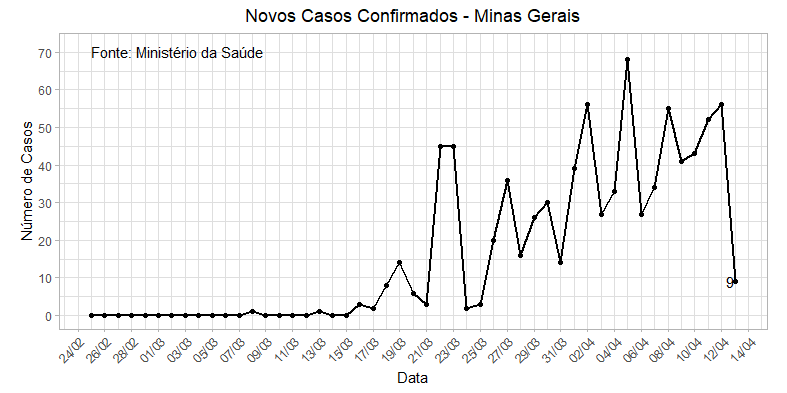 Novos Casos Confirmados - Minas Gerais
Fonte: Ministério da Saúde
70
60
50
40
30
20
10
0
Número de Casos
9
24/02 26/02 28/02 01/03 03/03 05/03 07/03 09/03 11/03 13/03 15/03 17/03 19/03 21/03 23/03 25/03 27/03 29/03 31/03 02/04 04/04 06/04 08/04 10/04 12/04 14/04
Data